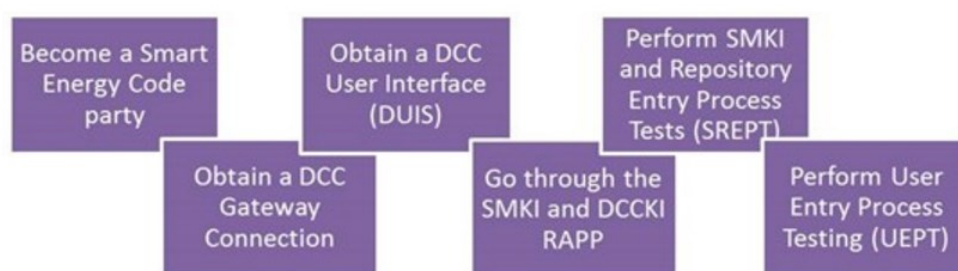 Become a Smart
Energy Code
party
Obtain a DCC
Gateway
Connection
Obtain a DCC
User Interface
(DUIS)
Go through the
SMKI and DCCKI
RAPP
Perform SMKI
and Repository
Entry Process
Tests (SREPT)
Perform User
Entry Process
Testing (UEPT)